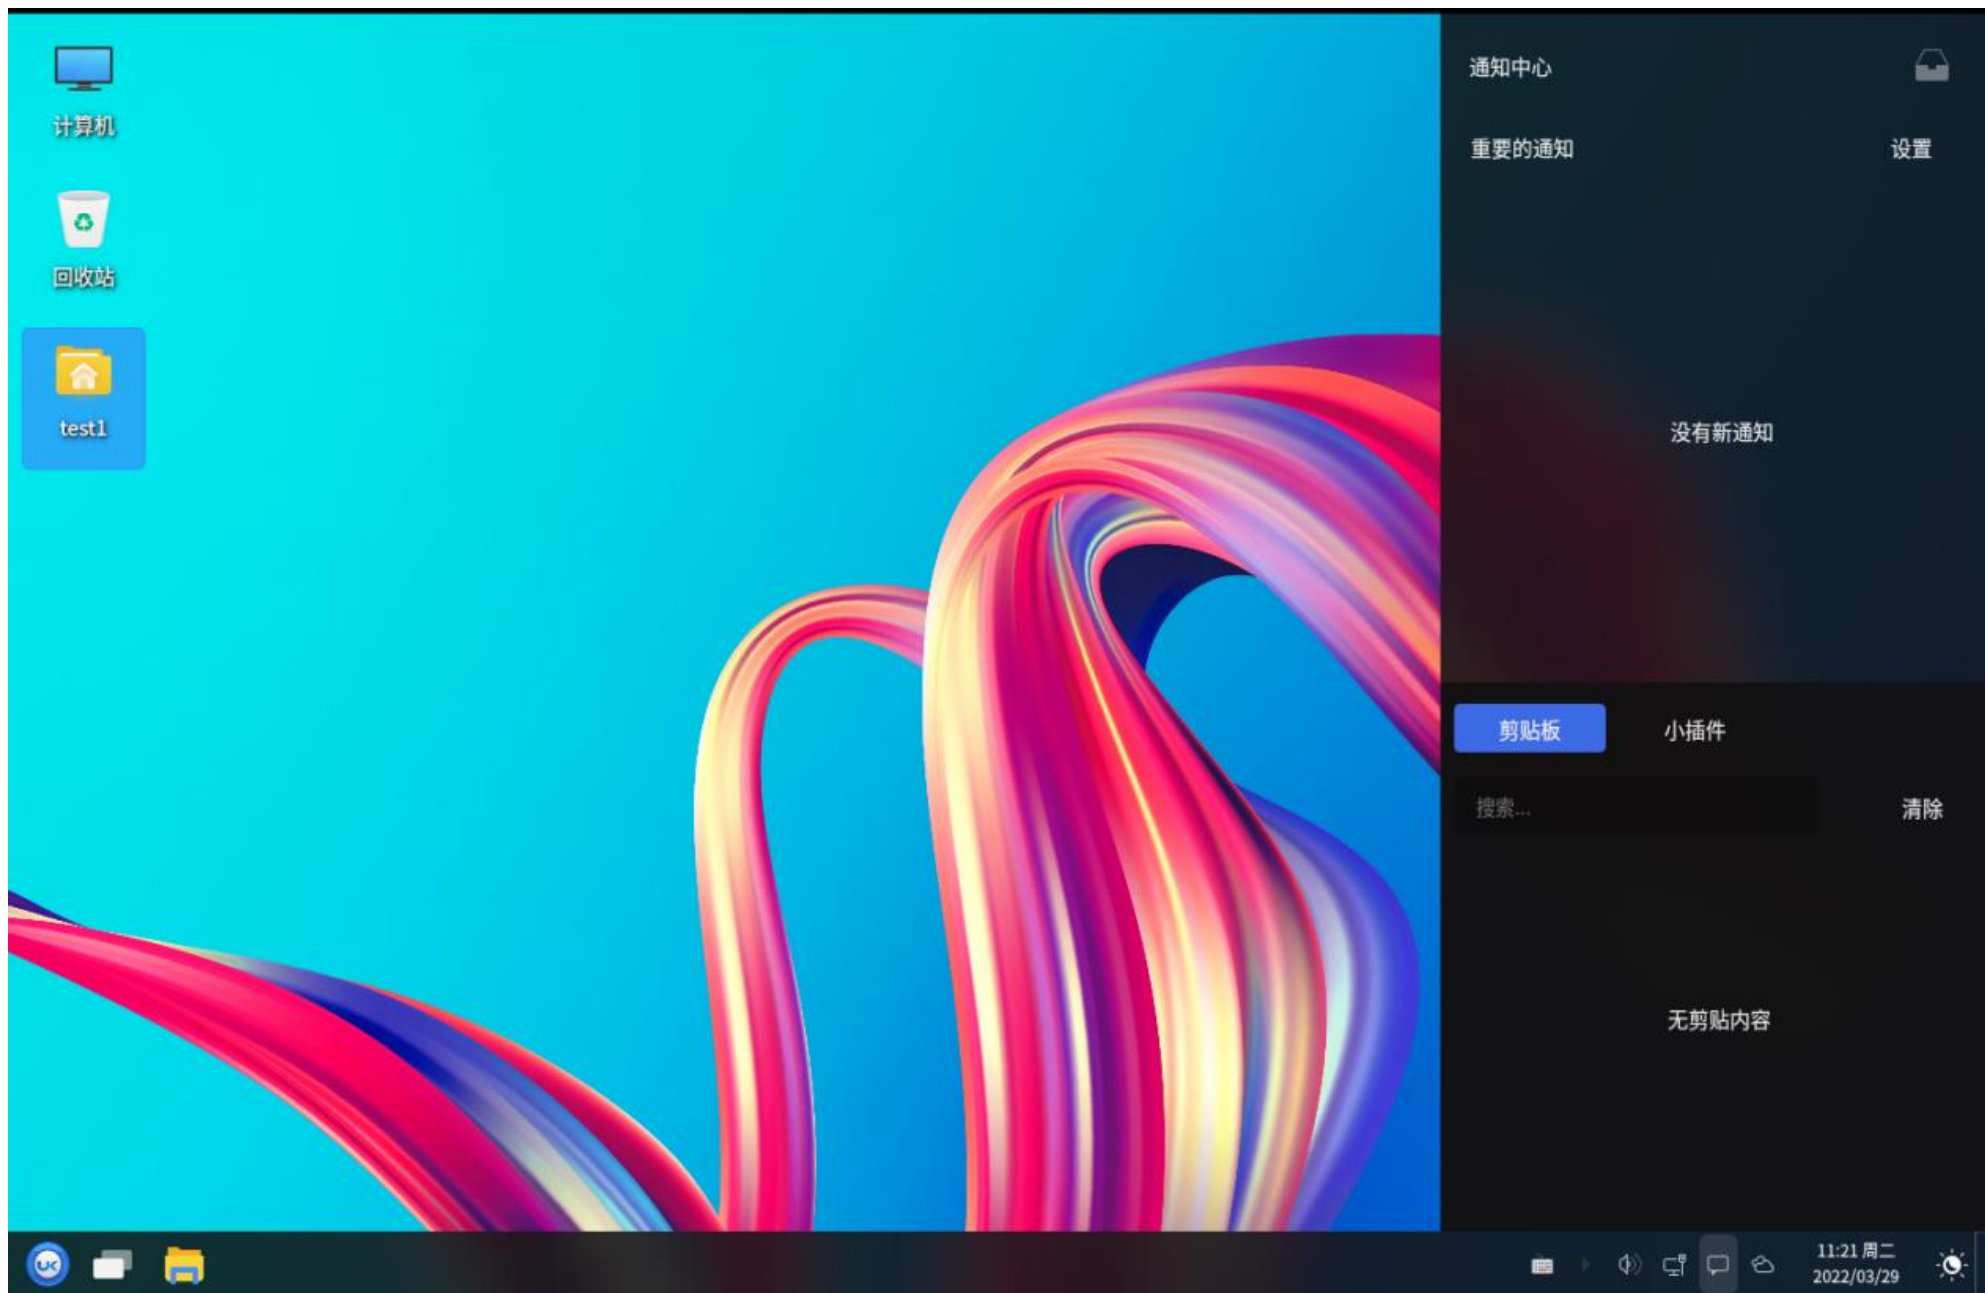 计算机
回收站
test1
通知中心
重要的通知 设置
没有新通知
剪贴板 小插件
搜索... 清除
无剪贴内容
UK
11:21 周二
2022/03/29